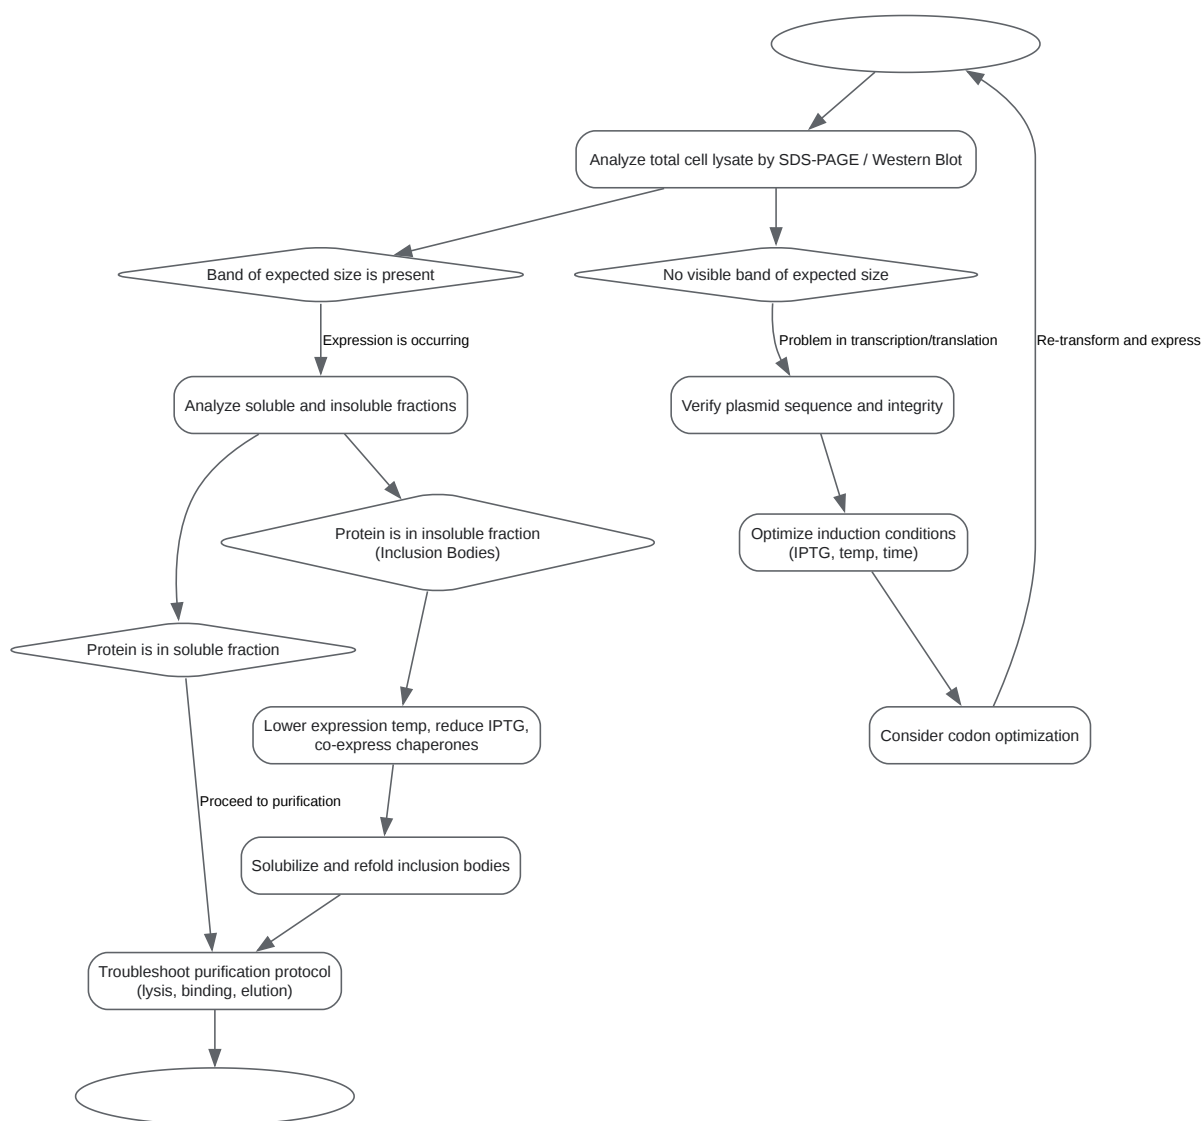 Analyze total cell lysate by SDS-PAGE / Western Blot
Band of expected size is present
No visible band of expected size
Expression is occurring
Problem in transcription/translation
Re-transform and express
Analyze soluble and insoluble fractions
Verify plasmid sequence and integrity
Protein is in insoluble fraction
(Inclusion Bodies)
Optimize induction conditions
(IPTG, temp, time)
Protein is in soluble fraction
Lower expression temp, reduce IPTG,
co-express chaperones
Consider codon optimization
Proceed to purification
Solubilize and refold inclusion bodies
Troubleshoot purification protocol
(lysis, binding, elution)